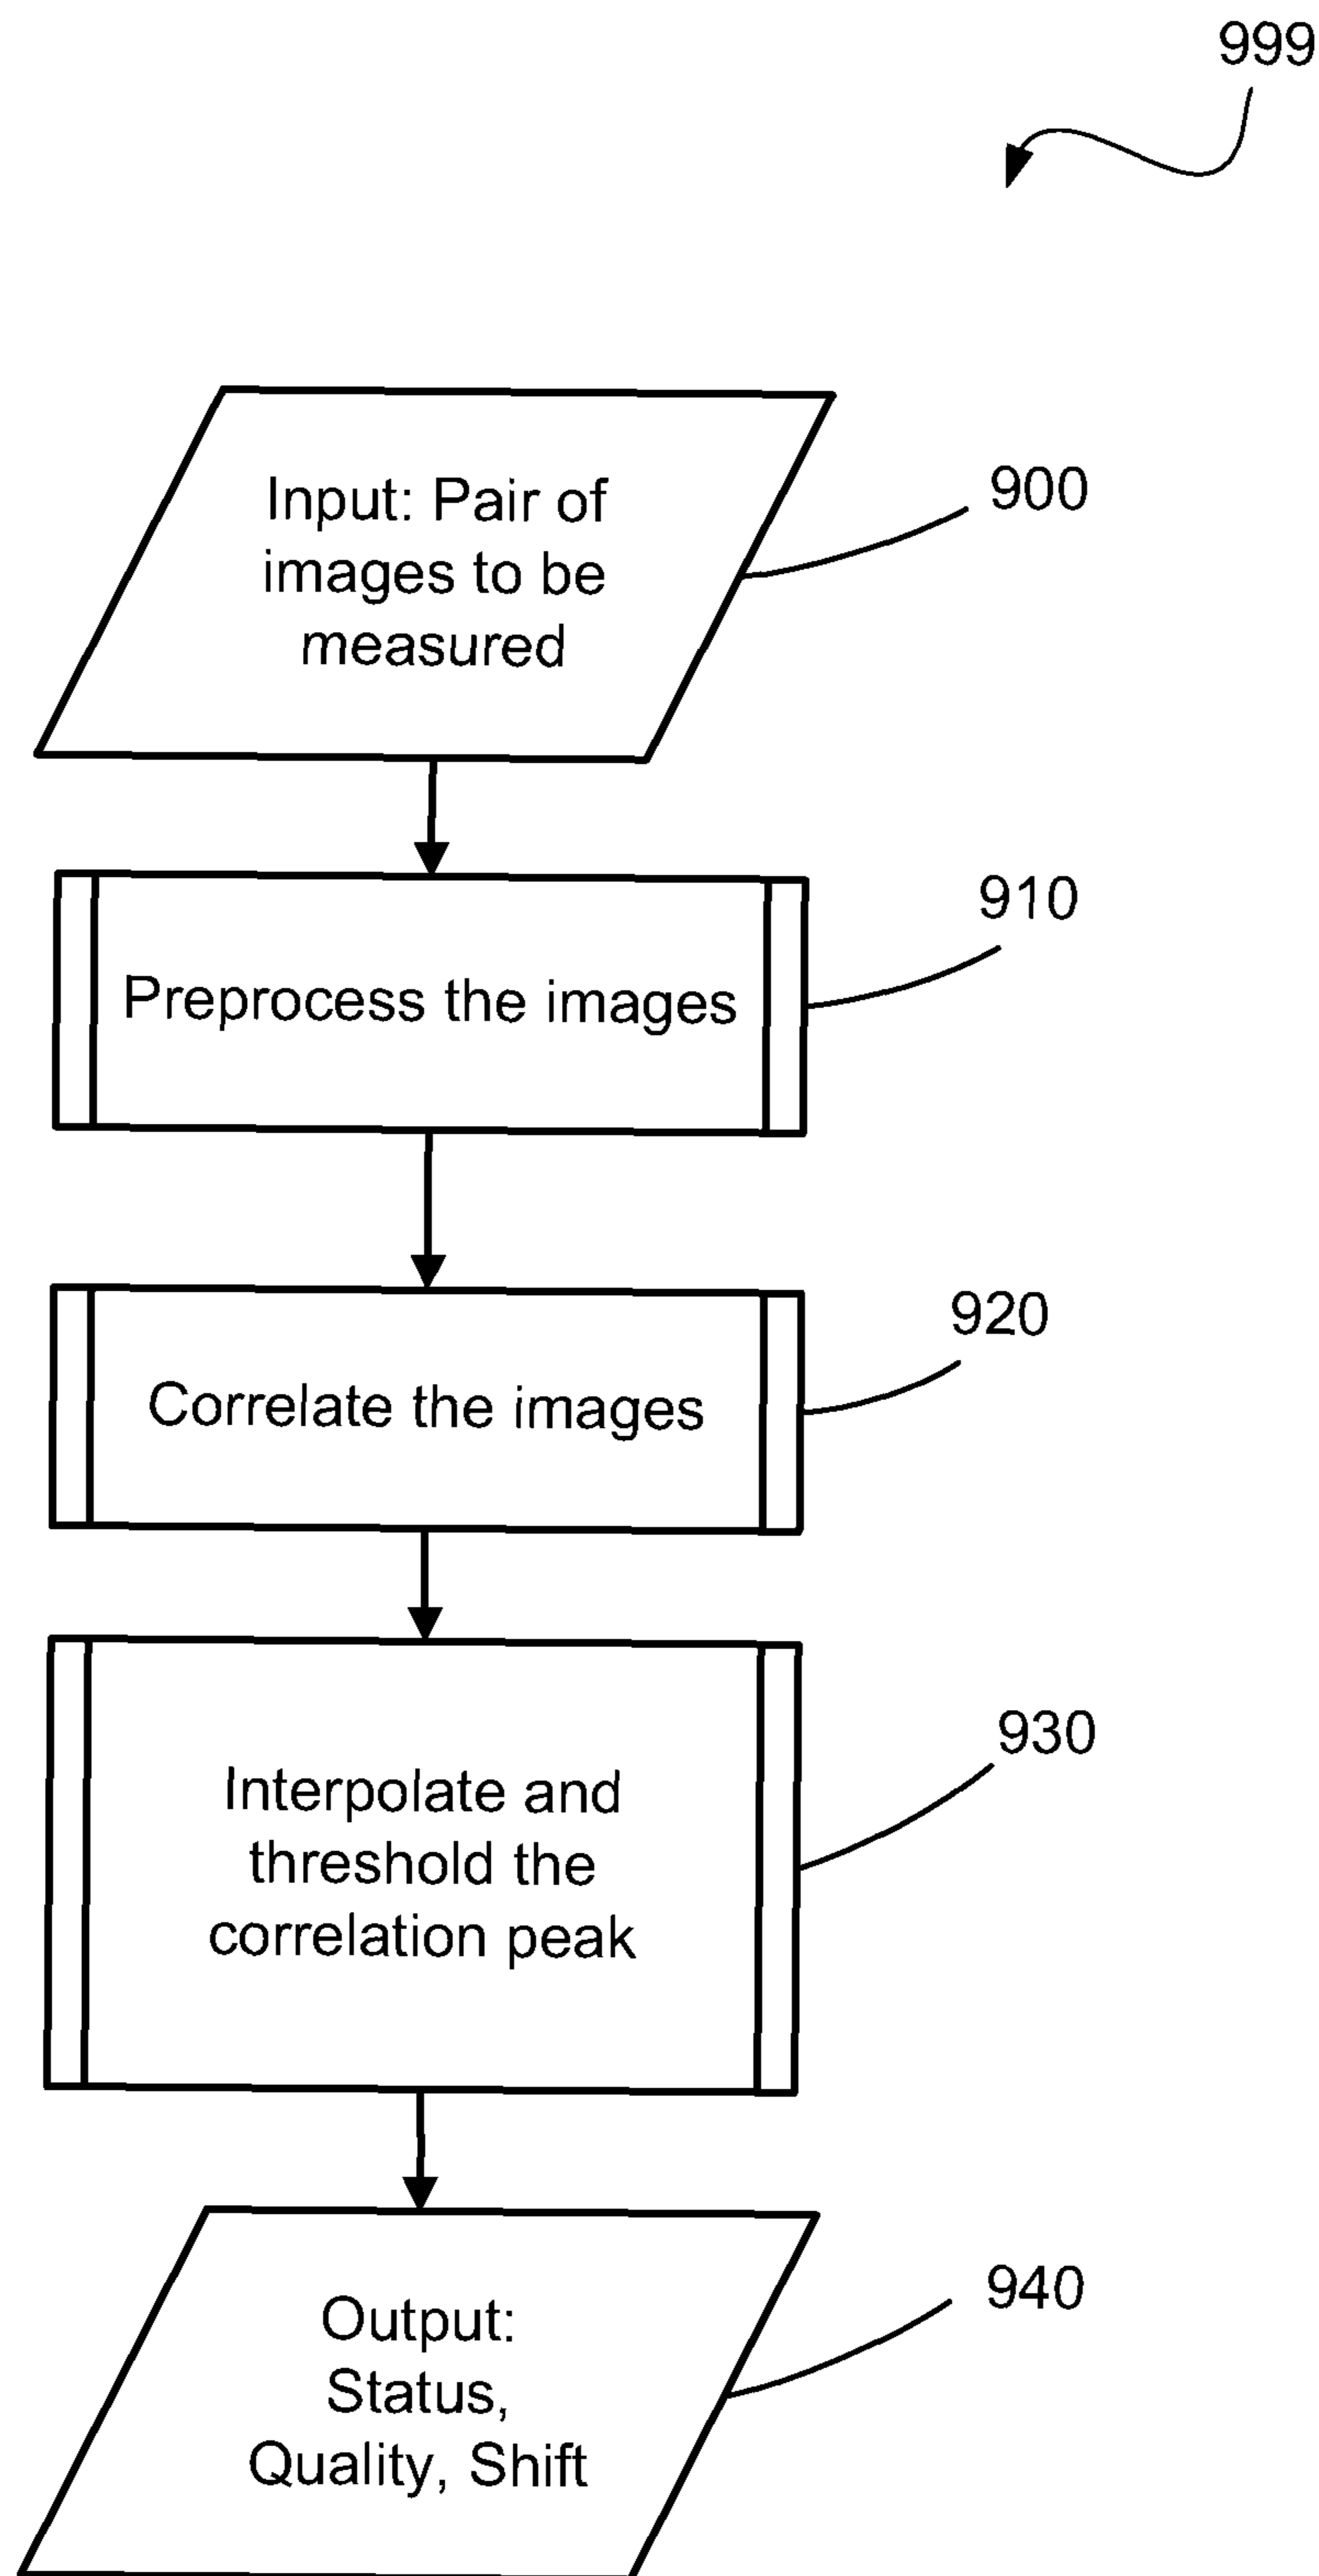 999
Input: Pair of
images to be
measured
900
Preprocess the images
910
Correlate the images
920
Interpolate and
threshold the
correlation peak
930
Output:
Status,
Quality, Shift
940